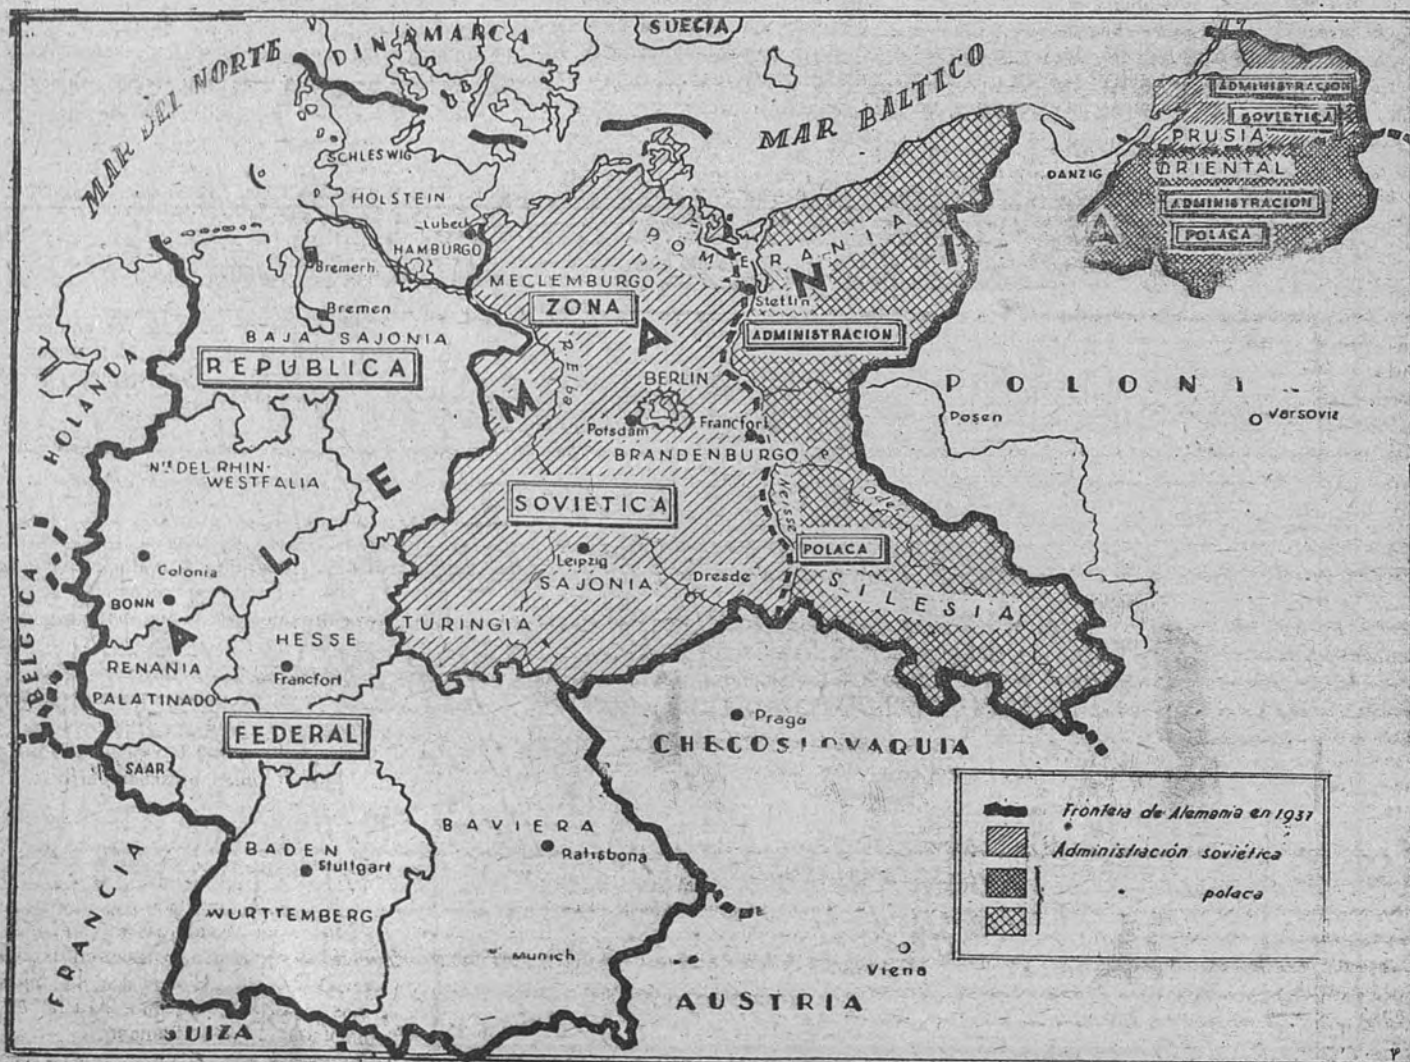 MAR DEL NORTE
DINAMARCA
SUECIA
MAR BALTICO
SCHLESWIG
HOLSTEIN
Lubeck
HAMBURGO
Bremerh.
Bremen
BAJA SAJONIA
REPUBLICA
HOLANDA
Nte DEL RHIN-
WESTFALIA
Colonia
BONN
BELGICA
RENANIA
PALATINADO
HESSE
Francfort
FEDERAL
SAAR
FRANCIA
BADEN
Stuttgart
WURTTEMBERG
BAVIERA
Ratisbona
Munich
SUIZA
ALEMANIA
MECLEMBURGO
ZONA
R. Elba
POMERANIA
Stettin
ADMINISTRACION
BERLIN
Potsdam
Francfort
BRANDENBURGO
SOVIETICA
Leipzig
SAJONIA
Dresde
TURINGIA
Neisse
Oder
POLACA
SILESIA
DANZIG
ADMINISTRACION
SOVIETICA
PRUSIA
ORIENTAL
ADMINISTRACION
POLACA
POLONI
Posen
Varsovie
Praga
CHECOSLOVAQUIA
Viena
AUSTRIA
Frontera de Alemania en 1937
Administración soviética
" polaca